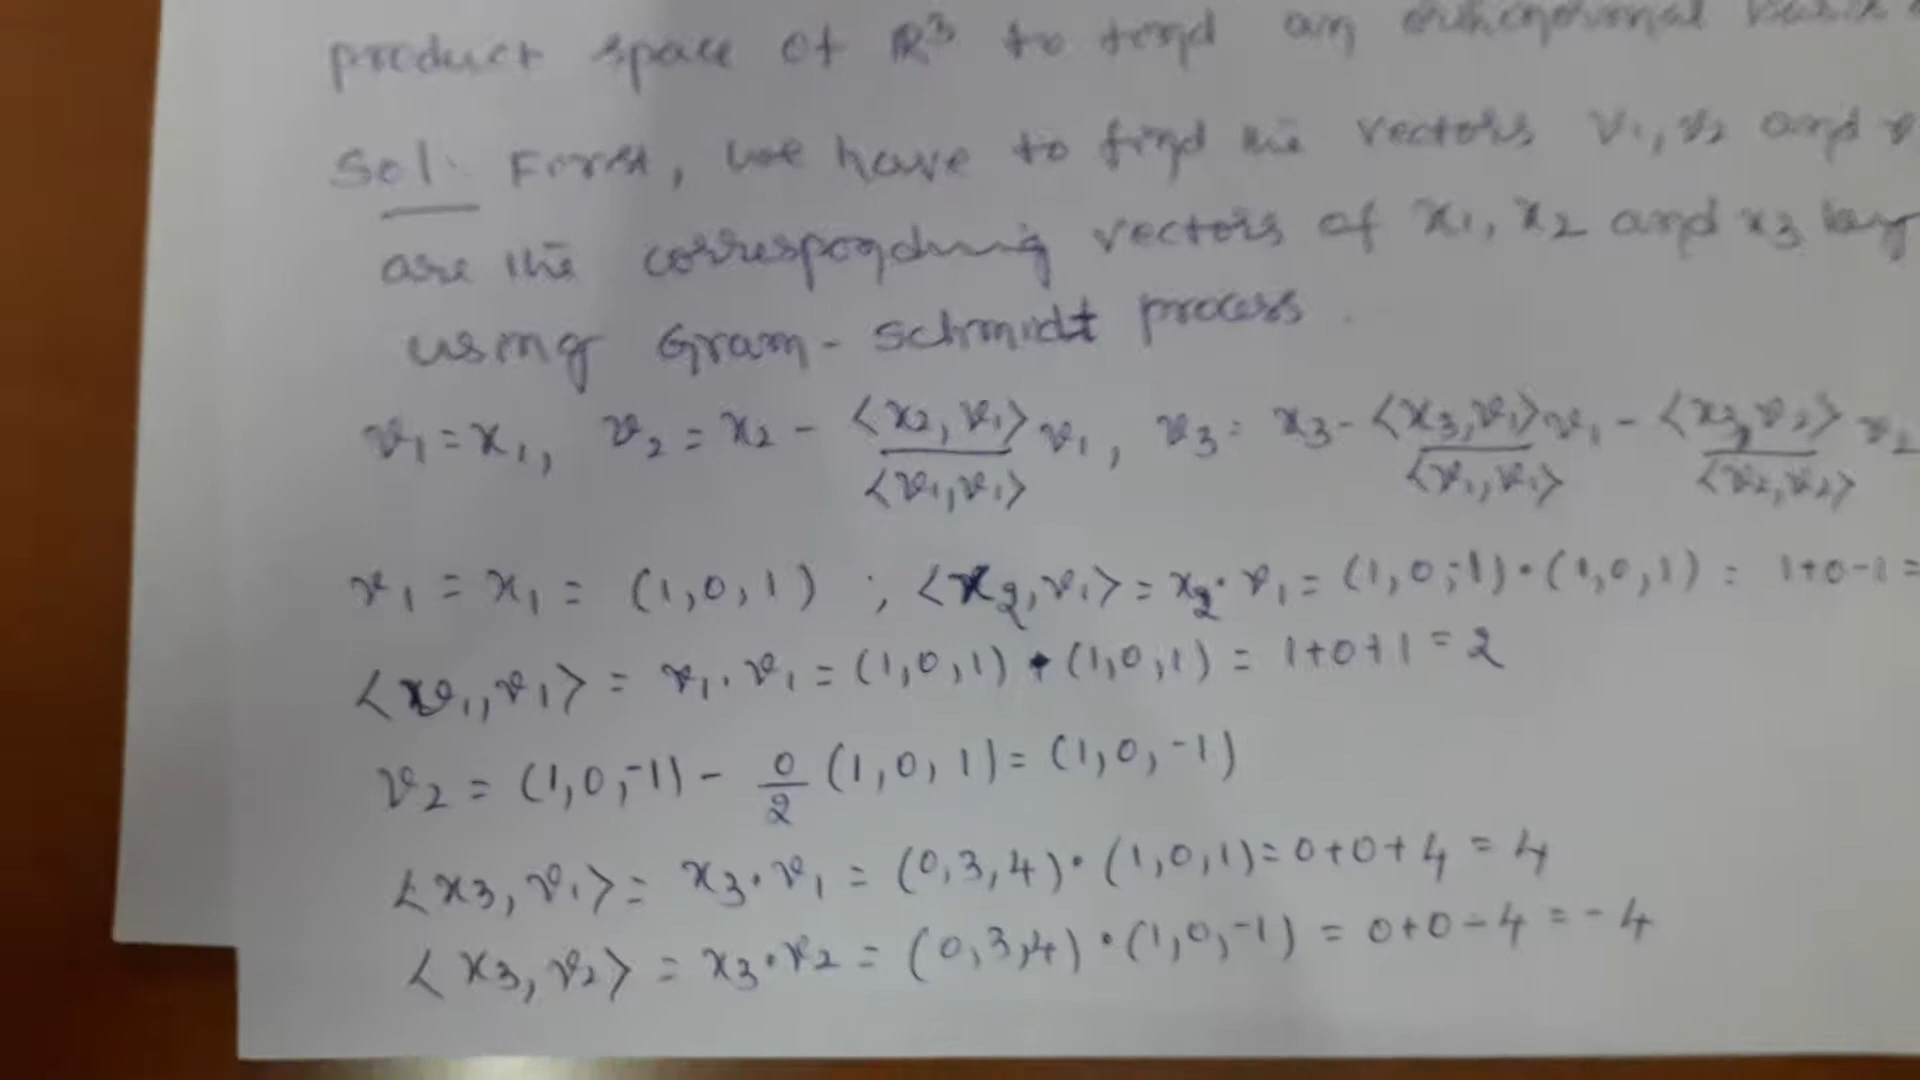 product space of R³ to find an orthogonal basis
Sol: First, we have to find the vectors v₁, v₂ and v
are the corresponding vectors of x₁, x₂ and x₃ by
using Gram-Schmidt process.
v₁ = x₁, v₂ = x₂ - <x₂, v₁>/<v₁, v₁> v₁, v₃ = x₃ - <x₃, v₁>/<v₁, v₁> v₁ - <x₃, v₂>/<v₂, v₂> v₂
v₁ = x₁ = (1, 0, 1) ; <x₂, v₁> = x₂ · v₁ = (1, 0, -1) · (1, 0, 1) = 1+0-1 =
<v₁, v₁> = v₁ · v₁ = (1, 0, 1) · (1, 0, 1) = 1+0+1 = 2
v₂ = (1, 0, -1) - 0/2 (1, 0, 1) = (1, 0, -1)
<x₃, v₁> = x₃ · v₁ = (0, 3, 4) · (1, 0, 1) = 0+0+4 = 4
<x₃, v₂> = x₃ · v₂ = (0, 3, 4) · (1, 0, -1) = 0+0-4 = -4